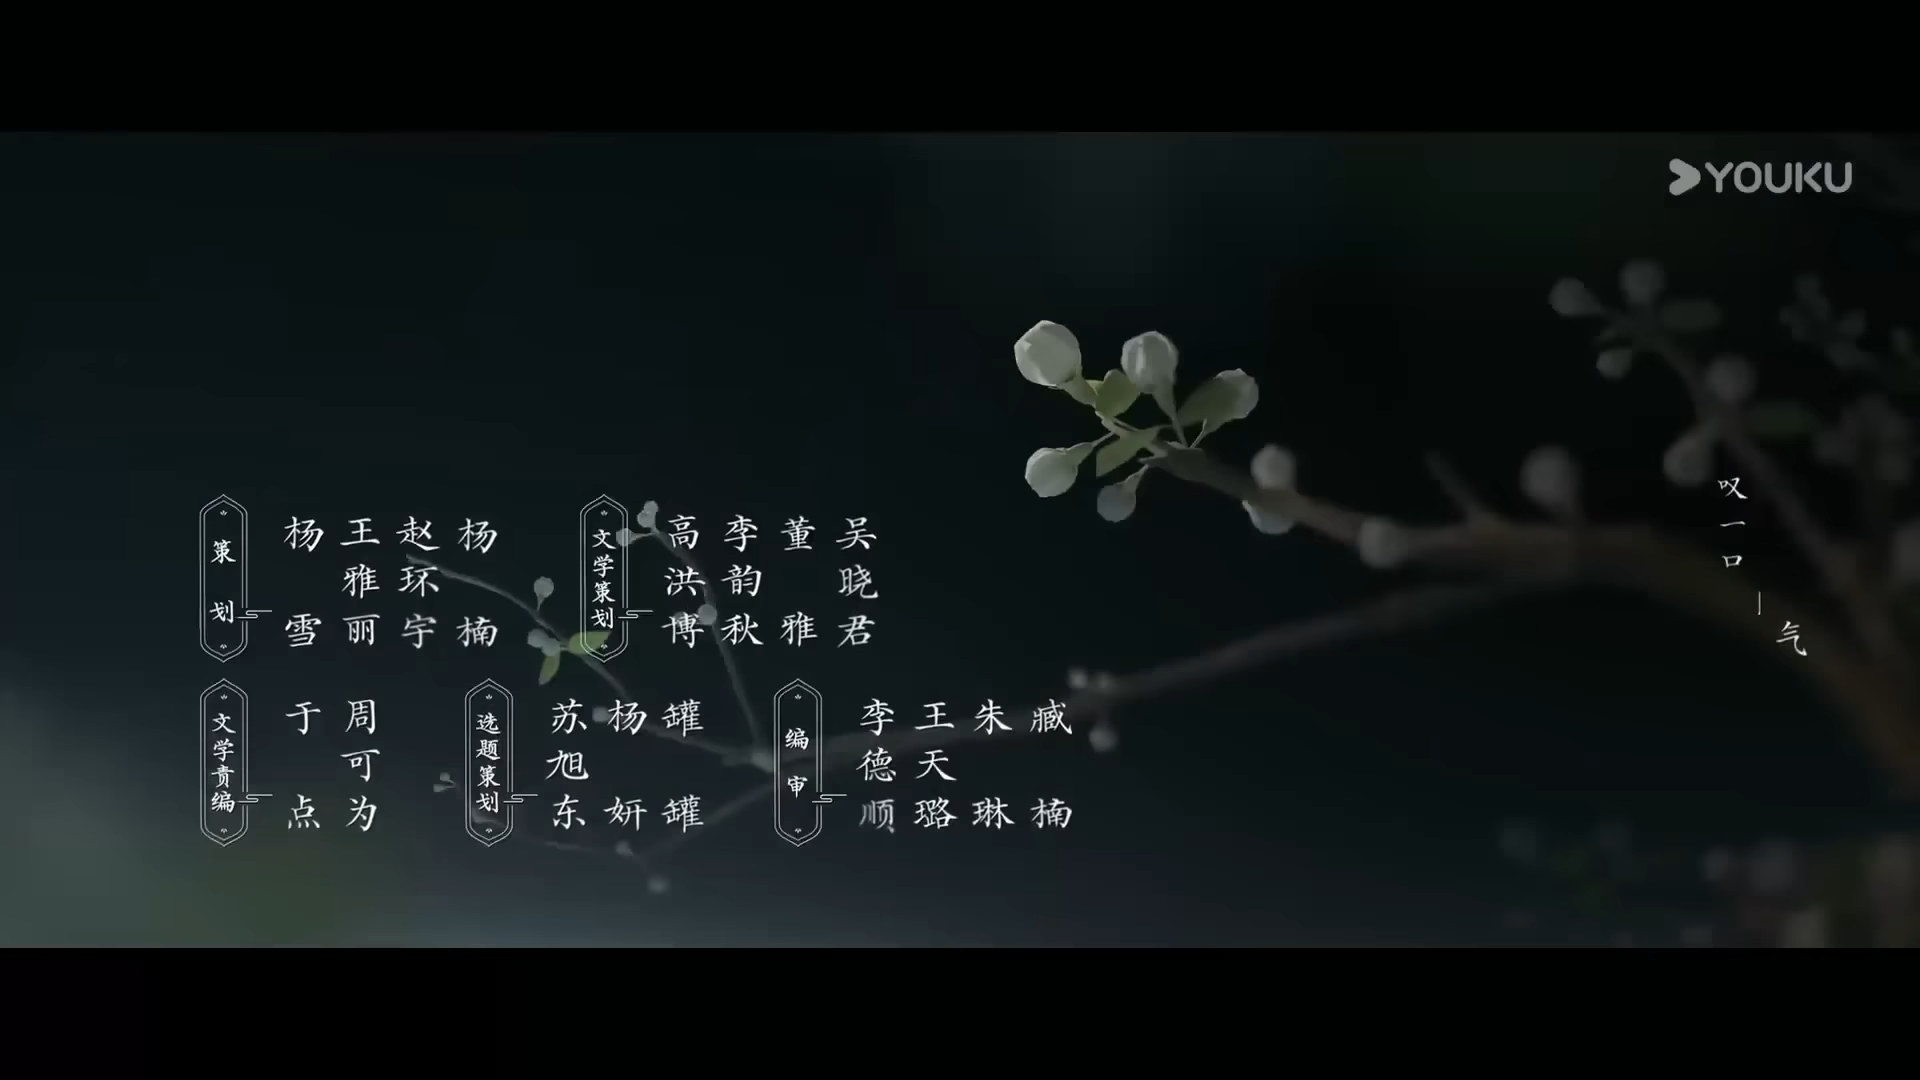 YOUKU
叹一口气
策划
杨雪
王雅丽
赵环宇
杨楠
文学策划
高洪博
李韵秋
董雅
吴晓君
文学责编
于点
周可为
选题策划
苏旭东
杨妍
罐罐
编审
李德顺
王天璐
朱琳
臧楠